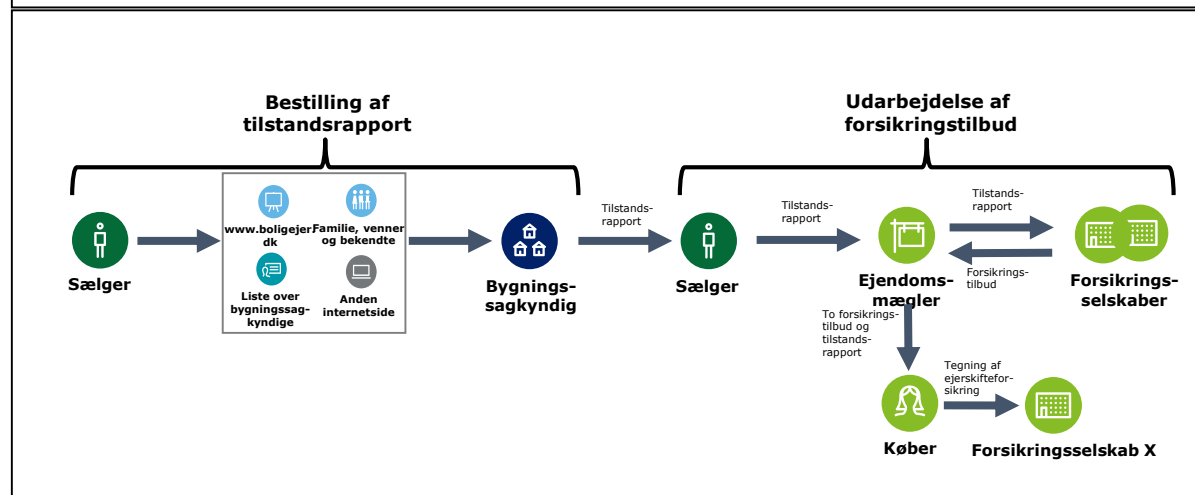 Bestilling af
tilstandsrapport
Udarbejdelse af
forsikringstilbud
Sælger
www.boligejer
dk
Familie, venner
og bekendte
Liste over
bygningssag-
kyndige
Anden
internetside
Bygnings-
sagkyndig
Tilstands-
rapport
Sælger
Tilstands-
rapport
Ejendoms-
mægler
Tilstands-
rapport
Forsikrings-
tilbud
Forsikrings-
selskaber
To forsikrings-
tilbud og
tilstands-
rapport
Køber
Tegning af
ejerskiftefor-
sikring
Forsikringsselskab X